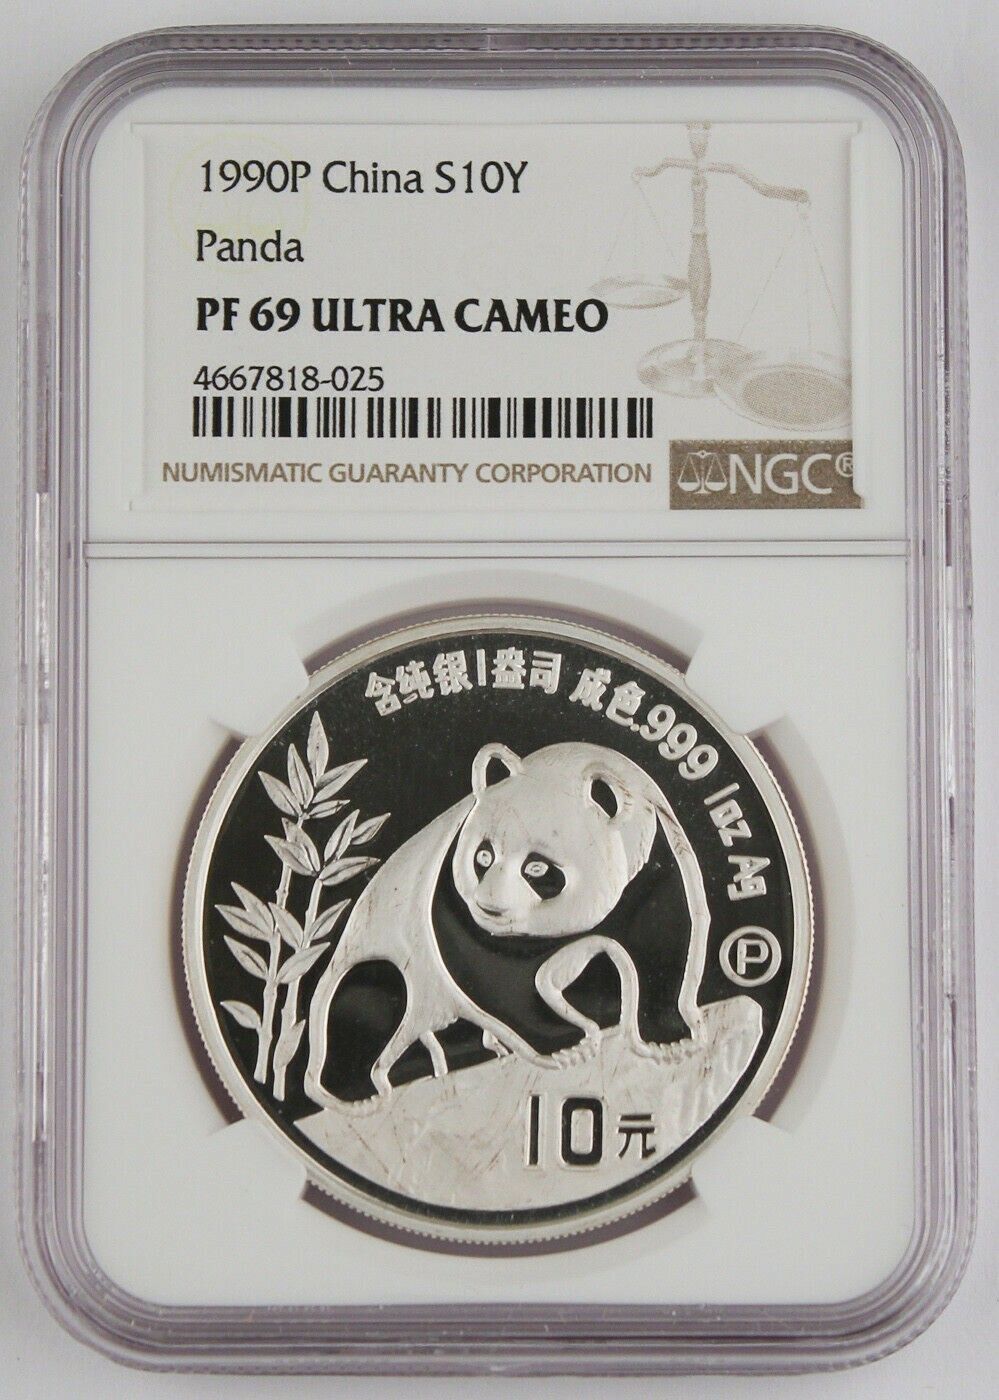 1990P China S10Y
Panda
PF 69 ULTRA CAMEO
4667818-025
NUMISMATIC GUARANTY CORPORATION
NGC®
含纯银1盎司 成色.999 1oz Ag
P
10元